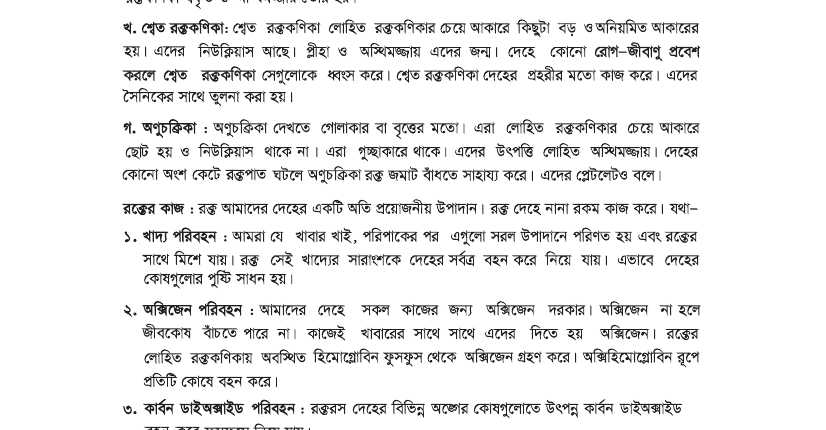 খ. শ্বেত রক্তকণিকা: শ্বেত রক্তকণিকা লোহিত রক্তকণিকার চেয়ে আকারে কিছুটা বড় ও অনিয়মিত আকারের
হয়। এদের নিউক্লিয়াস আছে। প্লীহা ও অস্থিমজ্জায় এদের জন্ম। দেহে কোনো রোগ-জীবাণু প্রবেশ
করলে শ্বেত রক্তকণিকা সেগুলোকে ধ্বংস করে। শ্বেত রক্তকণিকা দেহের প্রহরীর মতো কাজ করে। এদের
সৈনিকের সাথে তুলনা করা হয়।
গ. অণুচক্রিকা : অণুচক্রিকা দেখতে গোলাকার বা বৃত্তের মতো। এরা লোহিত রক্তকণিকার চেয়ে আকারে
ছোট হয় ও নিউক্লিয়াস থাকে না। এরা গুচ্ছাকারে থাকে। এদের উৎপত্তি লোহিত অস্থিমজ্জায়। দেহের
কোনো অংশ কেটে রক্তপাত ঘটলে অণুচক্রিকা রক্ত জমাট বাঁধতে সাহায্য করে। এদের প্লেটলেটও বলে।
রক্তের কাজ : রক্ত আমাদের দেহের একটি অতি প্রয়োজনীয় উপাদান। রক্ত দেহে নানা রকম কাজ করে। যথা-
১. খাদ্য পরিবহন : আমরা যে খাবার খাই, পরিপাকের পর এগুলো সরল উপাদানে পরিণত হয় এবং রক্তের
সাথে মিশে যায়। রক্ত সেই খাদ্যের সারাংশকে দেহের সর্বত্র বহন করে নিয়ে যায়। এভাবে দেহের
কোষগুলোর পুষ্টি সাধন হয়।
২. অক্সিজেন পরিবহন : আমাদের দেহে সকল কাজের জন্য অক্সিজেন দরকার। অক্সিজেন না হলে
জীবকোষ বাঁচতে পারে না। কাজেই খাবারের সাথে সাথে এদের দিতে হয় অক্সিজেন। রক্তের
লোহিত রক্তকণিকায় অবস্থিত হিমোগ্লোবিন ফুসফুস থেকে অক্সিজেন গ্রহণ করে। অক্সিহিমোগ্লোবিন রূপে
প্রতিটি কোষে বহন করে।
৩. কার্বন ডাইঅক্সাইড পরিবহন : রক্তরস দেহের বিভিন্ন অঙ্গের কোষগুলোতে উৎপন্ন কার্বন ডাইঅক্সাইড